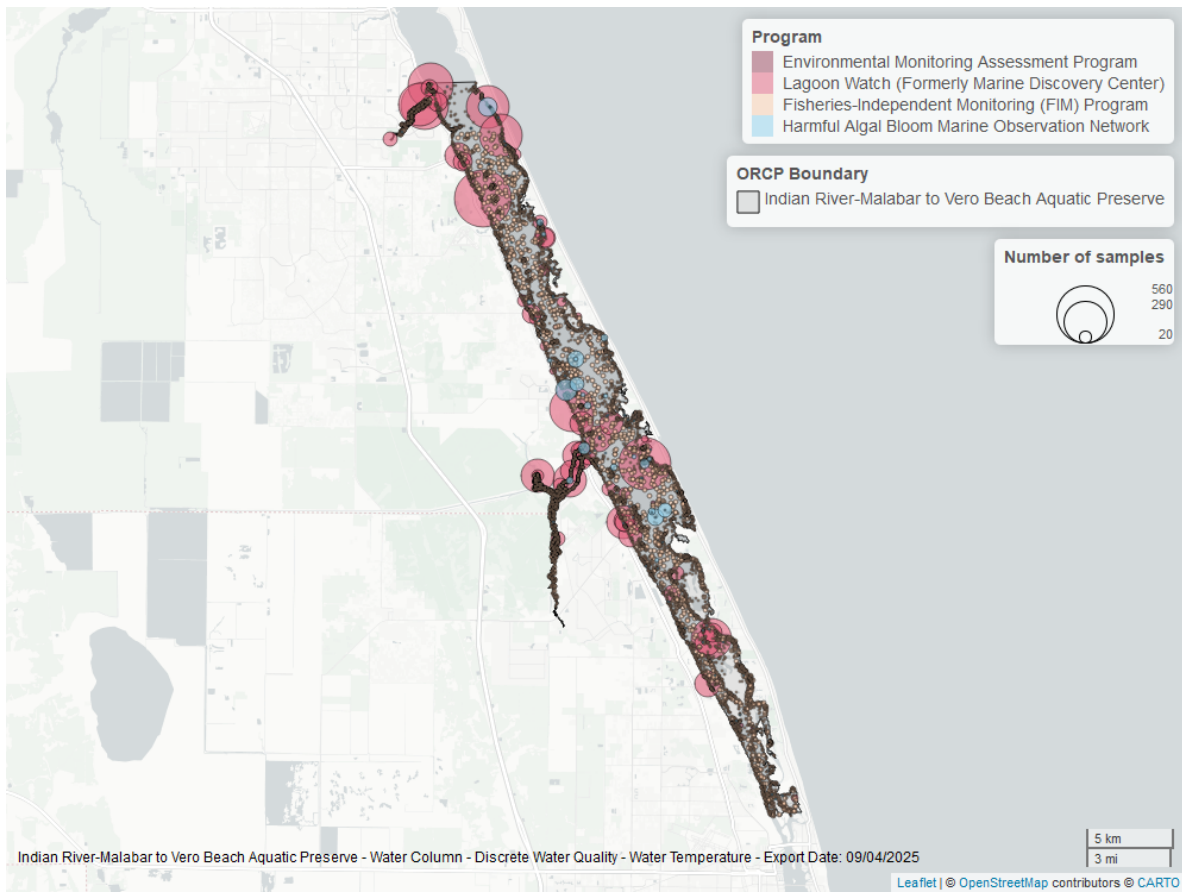 Program
Environmental Monitoring Assessment Program
Lagoon Watch (Formerly Marine Discovery Center)
Fisheries-Independent Monitoring (FIM) Program
Harmful Algal Bloom Marine Observation Network
ORCP Boundary
Indian River-Malabar to Vero Beach Aquatic Preserve
Number of samples
560
290
20
5 km
3 mi
Indian River-Malabar to Vero Beach Aquatic Preserve - Water Column - Discrete Water Quality - Water Temperature - Export Date: 09/04/2025
Leaflet | © OpenStreetMap contributors © CARTO